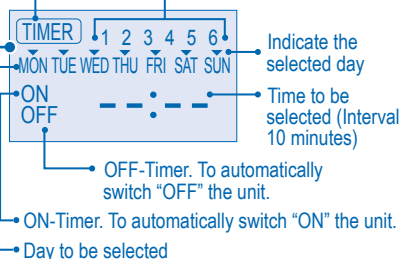 TIMER 1 2 3 4 5 6
MON TUE WED THU FRI SAT SUN
ON
OFF
--:--
Indicate the
selected day
Time to be
selected (Interval
10 minutes)
OFF-Timer. To automatically
switch “OFF” the unit.
ON-Timer. To automatically switch “ON” the unit.
Day to be selected